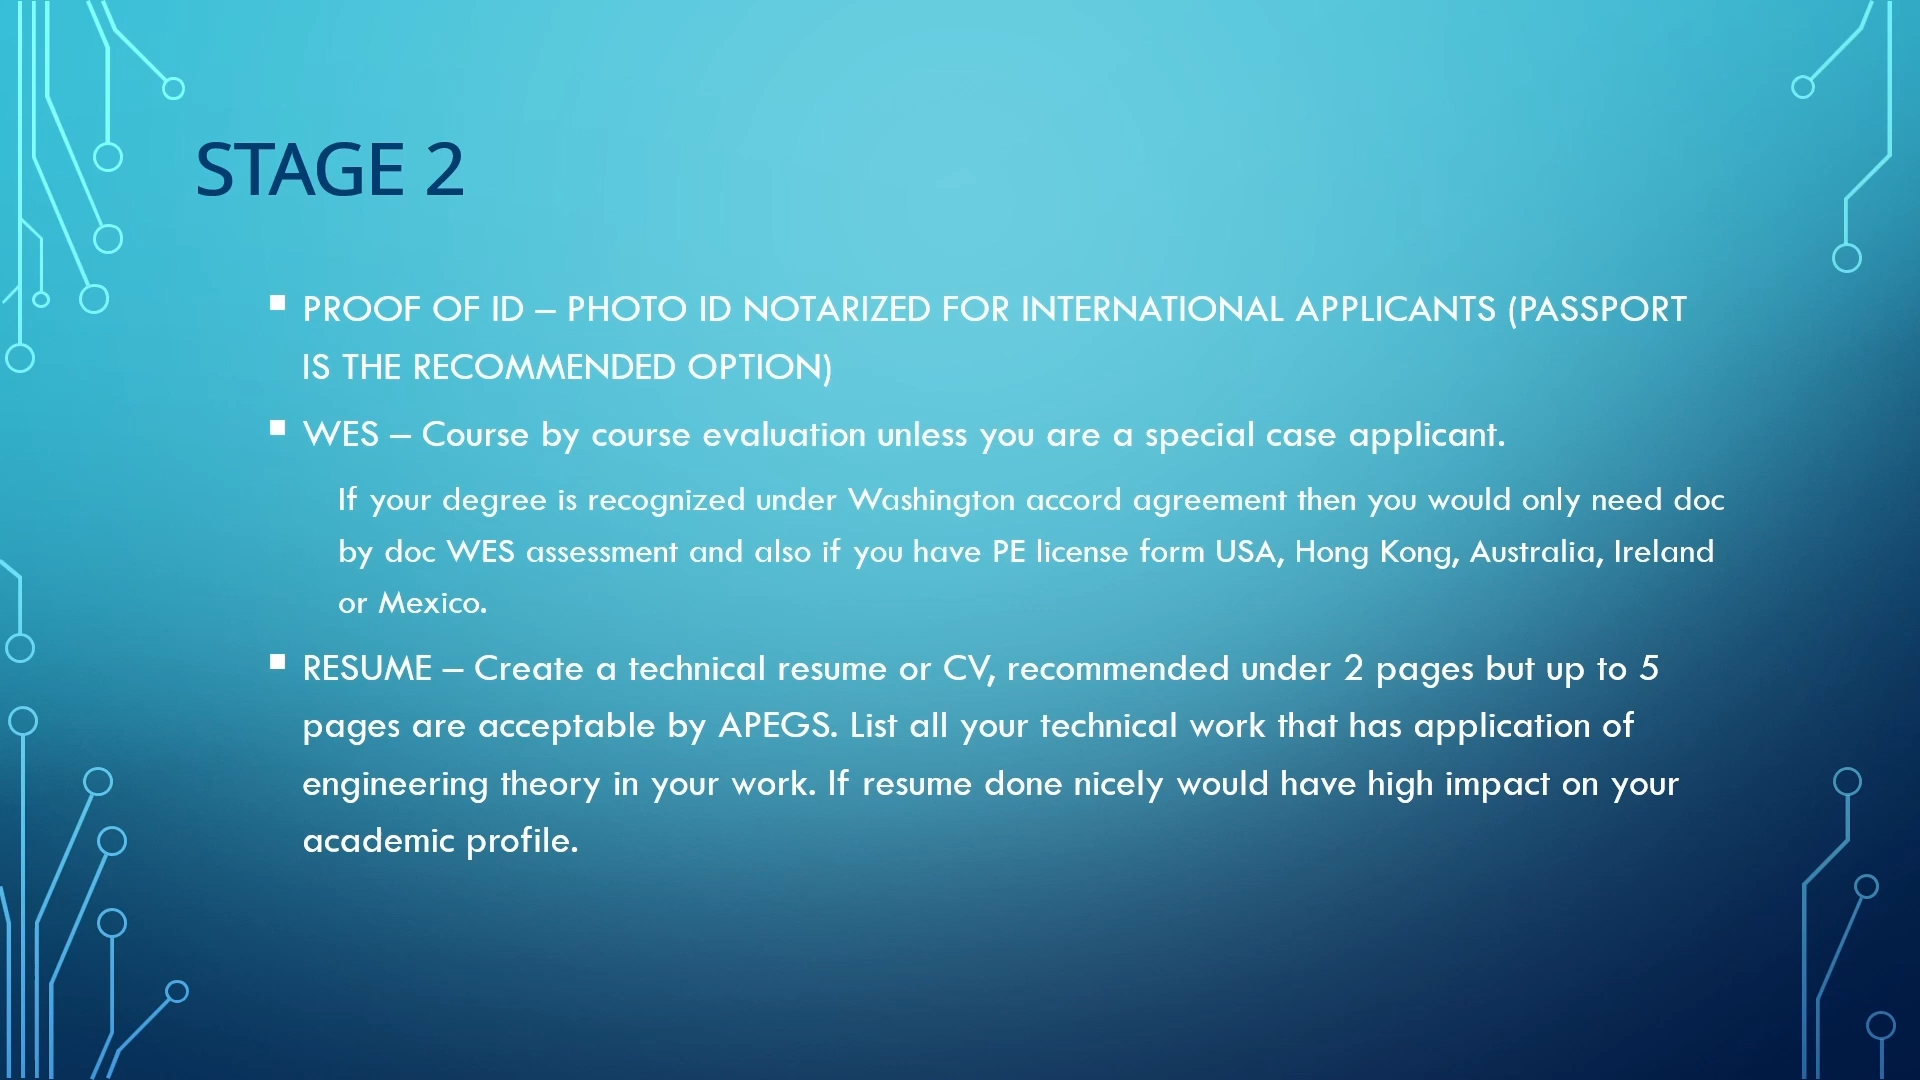 STAGE 2
PROOF OF ID – PHOTO ID NOTARIZED FOR INTERNATIONAL APPLICANTS (PASSPORT
IS THE RECOMMENDED OPTION)
WES – Course by course evaluation unless you are a special case applicant.
If your degree is recognized under Washington accord agreement then you would only need doc
by doc WES assessment and also if you have PE license form USA, Hong Kong, Australia, Ireland
or Mexico.
RESUME – Create a technical resume or CV, recommended under 2 pages but up to 5
pages are acceptable by APEGS. List all your technical work that has application of
engineering theory in your work. If resume done nicely would have high impact on your
academic profile.